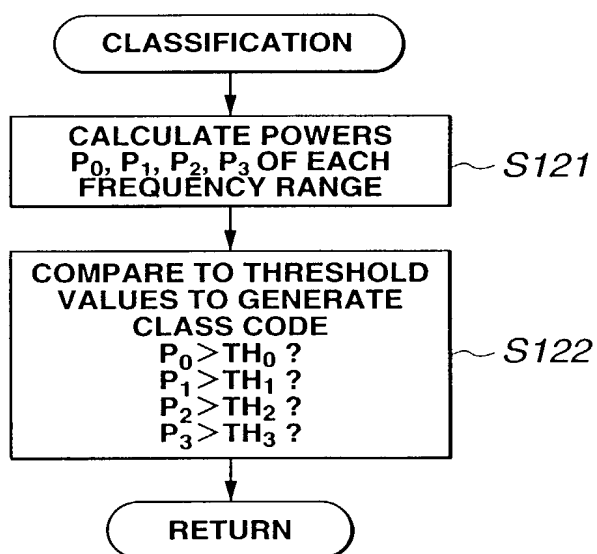 CLASSIFICATION
CALCULATE POWERS
P₀, P₁, P₂, P₃ OF EACH
FREQUENCY RANGE
S121
COMPARE TO THRESHOLD
VALUES TO GENERATE
CLASS CODE
P₀>TH₀ ?
P₁>TH₁ ?
P₂>TH₂ ?
P₃>TH₃ ?
S122
RETURN